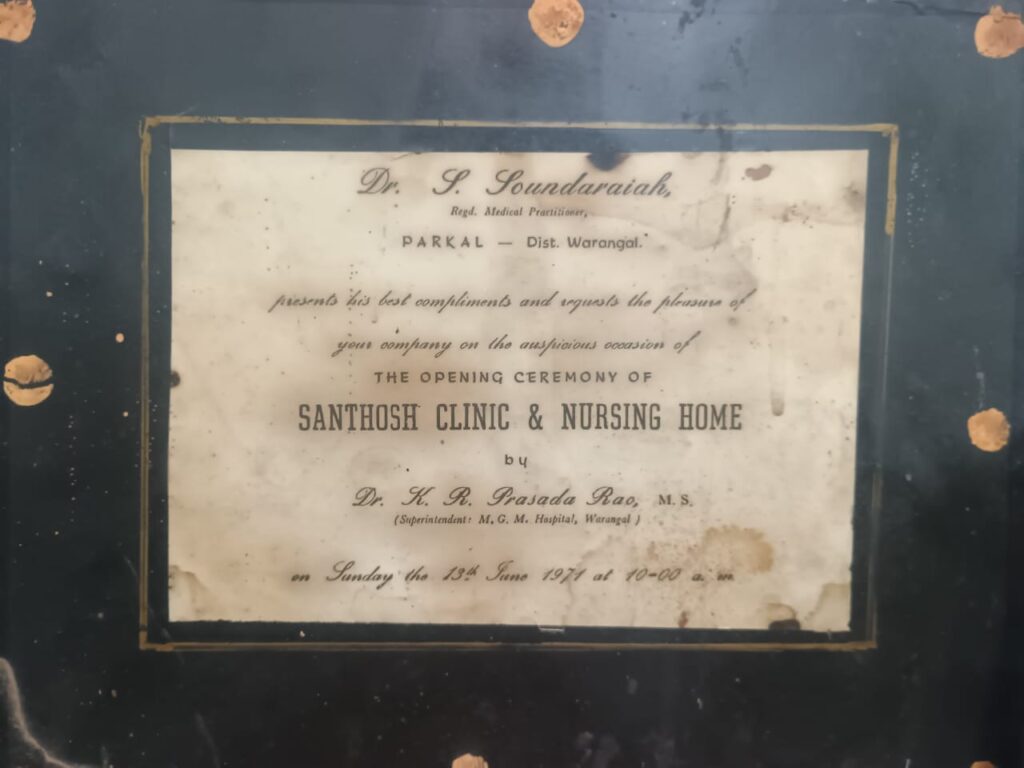 Dr. S. Soundaraiah,
Regd. Medical Practitioner,
PARKAL — Dist. Warangal.
presents his best compliments and requests the pleasure of
your company on the auspicious occasion of
THE OPENING CEREMONY OF
SANTHOSH CLINIC & NURSING HOME
by
Dr. K. R. Prasada Rao, M. S.
(Superintendent: M. G. M. Hospital, Warangal )
on Sunday the 13th June 1971 at 10-00 a. m.